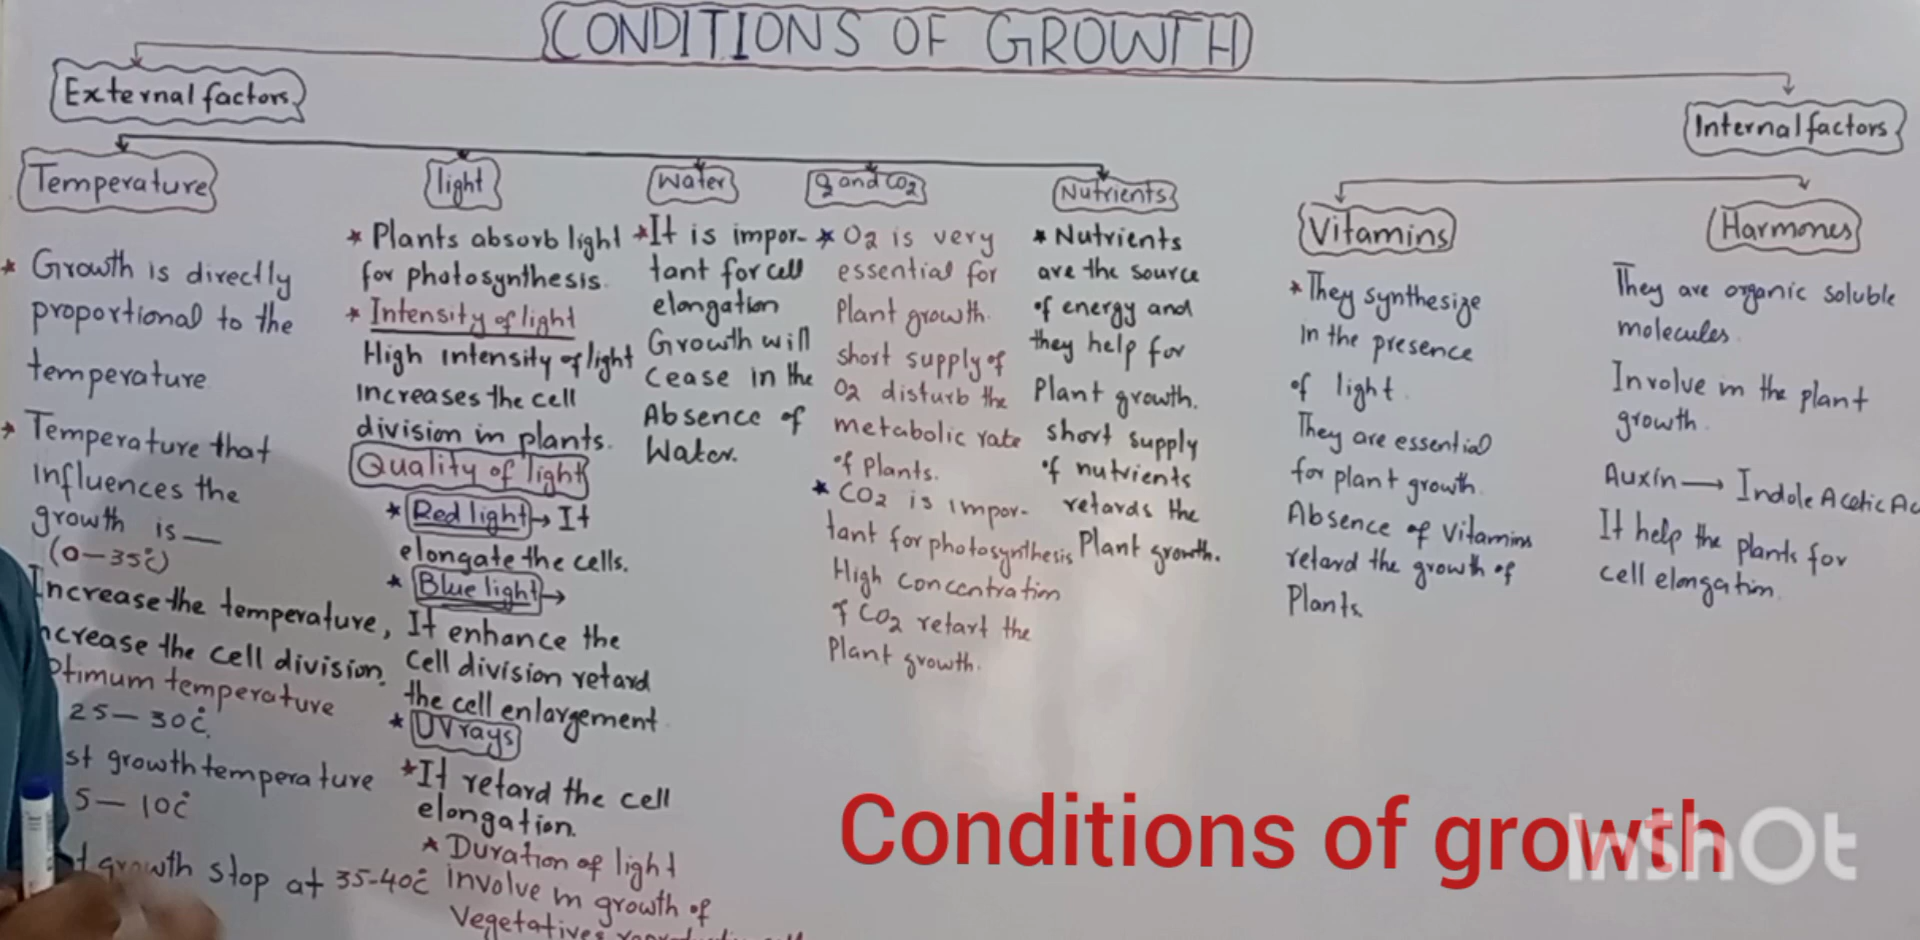 CONDITIONS OF GROWTH
External factors
Internal factors
Temperature
* Growth is directly
proportional to the
temperature
* Temperature that
influences the
growth is —
(0 — 35°C)
Increase the temperature,
ncrease the cell division.
ptimum temperature
25 — 30°C.
st growth temperature
5 — 10°C
t growth stop at 35-40°C
light
* Plants absorb light
for photosynthesis.
* Intensity of light
High intensity of light
increases the cell
division in plants.
Quality of light
* Red light → It
elongate the cells.
* Blue light →
It enhance the
cell division retard
the cell enlargement
* UV rays
* It retard the cell
elongation.
* Duration of light
involve in growth of
Vegetatives
Water
* It is impor-
tant for cell
elongation
Growth will
cease in the
Absence of
Water.
O2 and CO2
* O2 is very
essential for
Plant growth.
short supply of
O2 disturb the
metabolic rate
of plants.
* CO2 is impor-
tant for photosynthesis
High concentration
of CO2 retart the
Plant growth.
Nutrients
* Nutrients
are the source
of energy and
they help for
Plant growth.
short supply
of nutrients
retards the
Plant growth.
Vitamins
* They synthesize
in the presence
of light.
They are essential
for plant growth.
Absence of Vitamins
retard the growth of
Plants.
Harmones
They are organic soluble
molecules.
Involve in the plant
growth.
Auxin → Indole Acetic Ac
It help the plants for
cell elongation.
Conditions of growth
InShOt